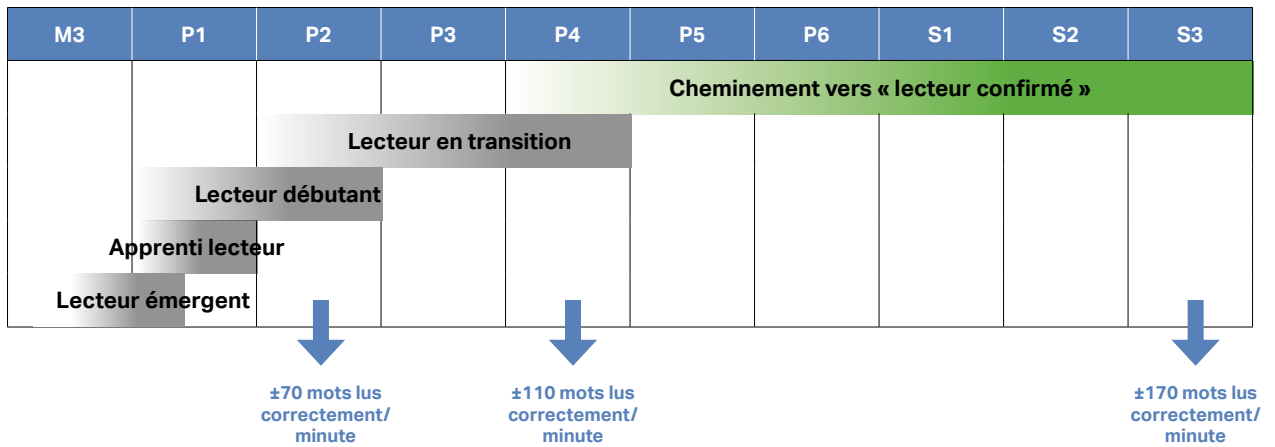 M3 P1 P2 P3 P4 P5 P6 S1 S2 S3
Cheminement vers « lecteur confirmé »
Lecteur en transition
Lecteur débutant
Apprenti lecteur
Lecteur émergent
±70 mots lus
correctement/
minute
±110 mots lus
correctement/
minute
±170 mots lus
correctement/
minute